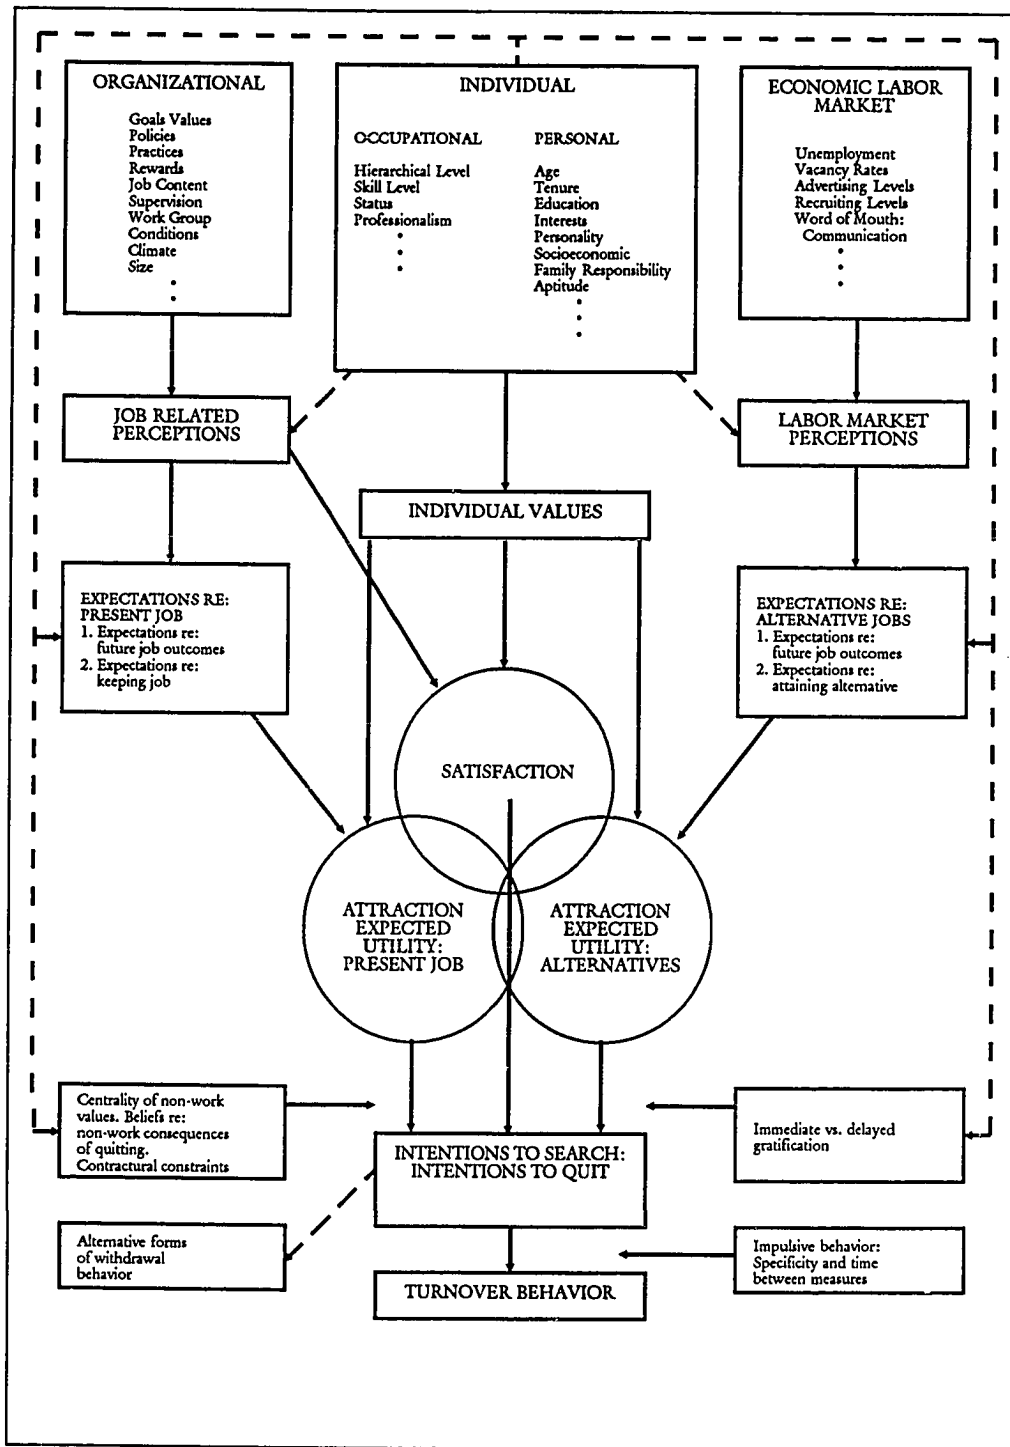 ORGANIZATIONAL
Goals Values
Policies
Practices
Rewards
Job Content
Supervision
Work Group
Conditions
Climate
Size
INDIVIDUAL
OCCUPATIONAL
Hierarchical Level
Skill Level
Status
Professionalism
PERSONAL
Age
Tenure
Education
Interests
Personality
Socioeconomic
Family Responsibility
Aptitude
ECONOMIC LABOR
MARKET
Unemployment
Vacancy Rates
Advertising Levels
Recruiting Levels
Word of Mouth:
Communication
JOB RELATED
PERCEPTIONS
LABOR MARKET
PERCEPTIONS
INDIVIDUAL VALUES
EXPECTATIONS RE:
PRESENT JOB
1. Expectations re:
future job outcomes
2. Expectations re:
keeping job
EXPECTATIONS RE:
ALTERNATIVE JOBS
1. Expectations re:
future job outcomes
2. Expectations re:
attaining alternative
SATISFACTION
ATTRACTION
EXPECTED
UTILITY:
PRESENT JOB
ATTRACTION
EXPECTED
UTILITY:
ALTERNATIVES
Centrality of non-work
values. Beliefs re:
non-work consequences
of quitting.
Contractural constraints
Immediate vs. delayed
gratification
INTENTIONS TO SEARCH:
INTENTIONS TO QUIT
Alternative forms
of withdrawal
behavior
Impulsive behavior:
Specificity and time
between measures
TURNOVER BEHAVIOR